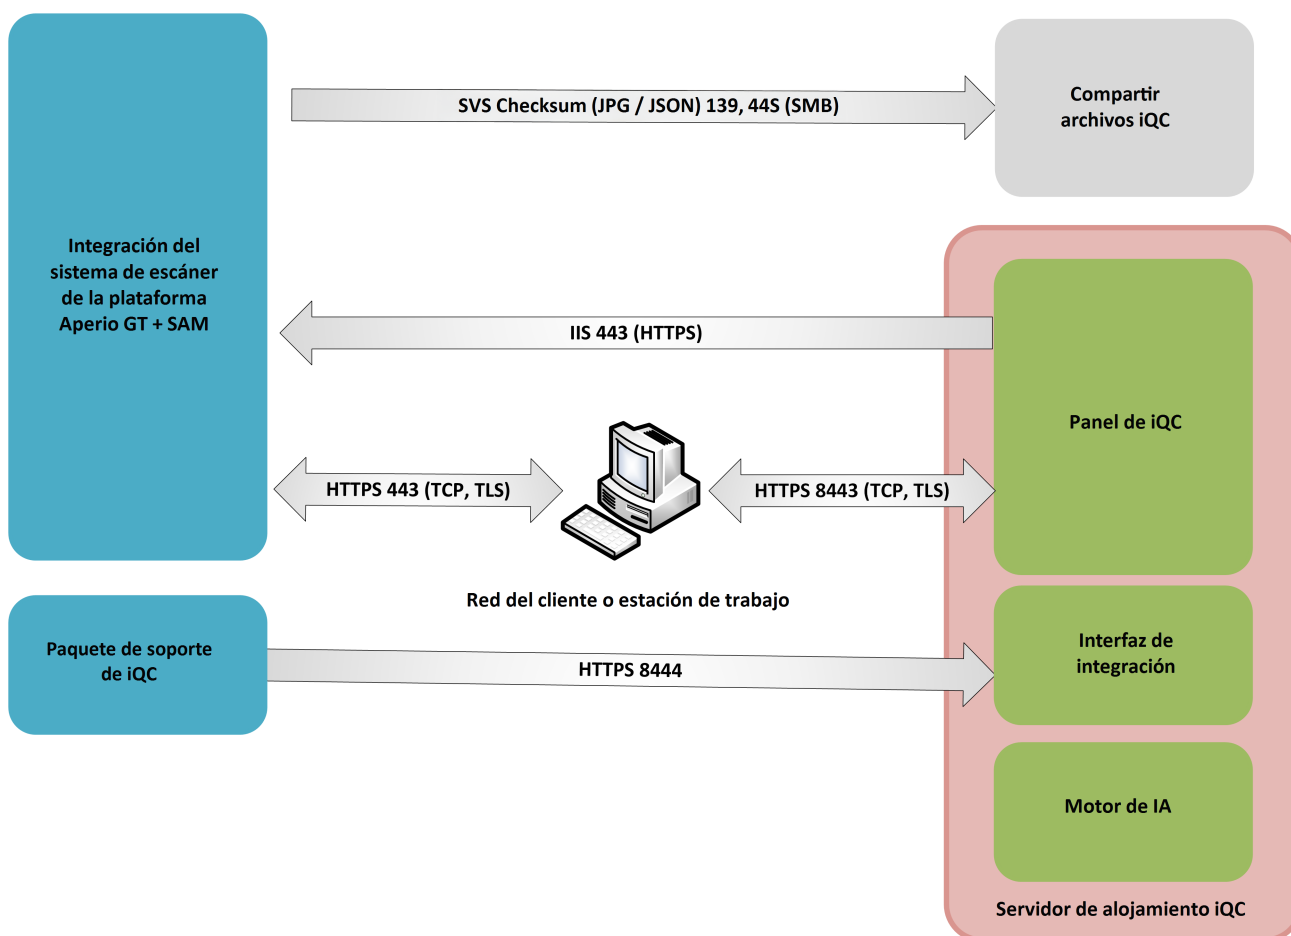 SVS Checksum (JPG / JSON) 139, 44S (SMB)
Compartir
archivos iQC
Integración del
sistema de escáner
de la plataforma
Aperio GT + SAM
IIS 443 (HTTPS)
Panel de iQC
HTTPS 443 (TCP, TLS)
HTTPS 8443 (TCP, TLS)
Red del cliente o estación de trabajo
Paquete de soporte
de iQC
HTTPS 8444
Interfaz de
integración
Motor de IA
Servidor de alojamiento iQC